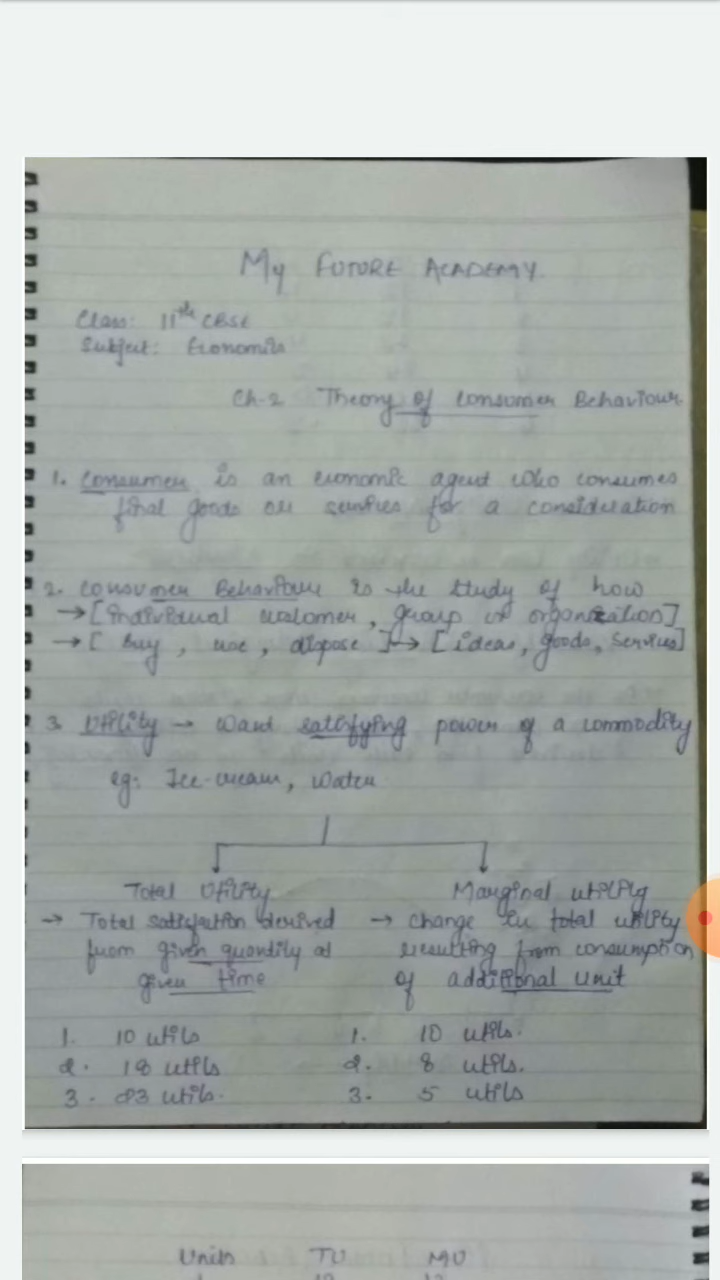 My FUTURE ACADEMY
Class: 11th CBSE
Subject: Economics
Ch-2 Theory of Consumer Behaviour
1. Consumer is an economic agent who consumes
final goods or services for a consideration
2. Consumer Behaviour is the study of how
→ [individual customer, group or organization]
→ [ Buy, use, dispose ] → [ideas, goods, Services]
3. Utility → Want satisfying power of a commodity
eg: Ice-cream, water
Total Utility Marginal utility
→ Total satisfaction derived → change in total utility
from given quantity at resulting from consumption
given time of additional unit
1. 10 utils 1. 10 utils.
2. 18 utils 2. 8 utils.
3. 23 utils. 3. 5 utils
Units TU MU